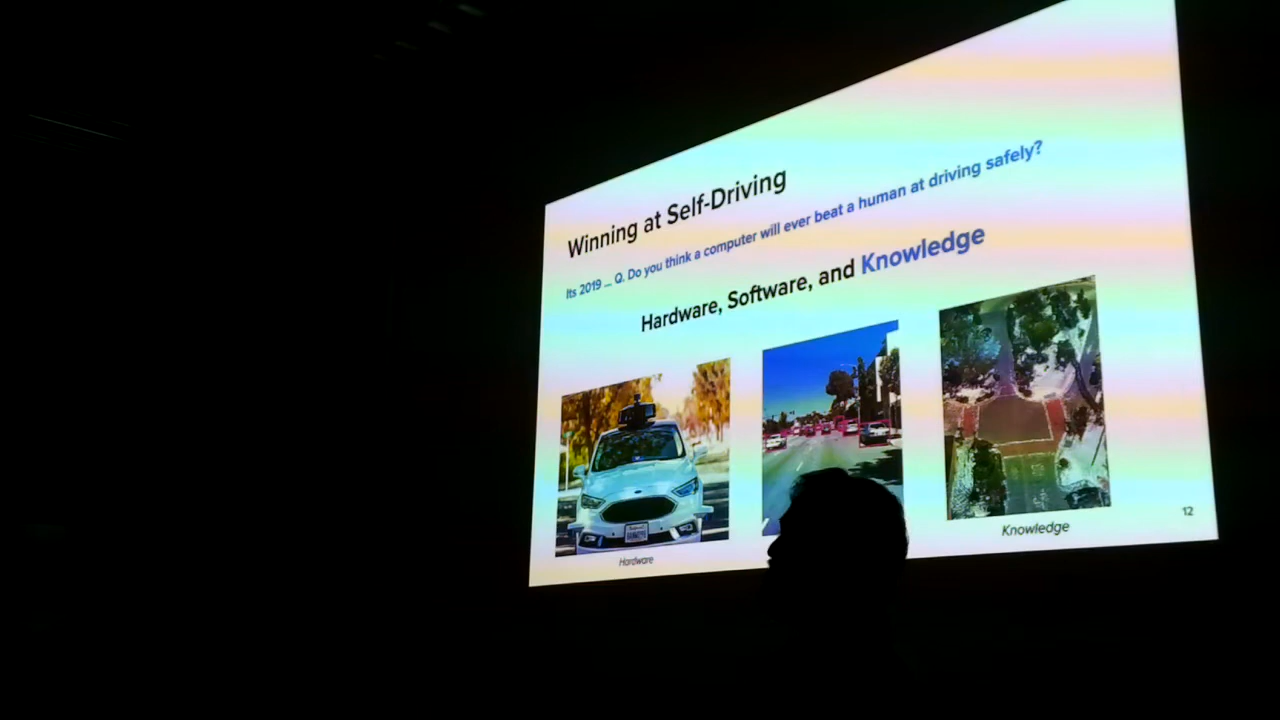 Winning at Self-Driving
Its 2019 ... Q. Do you think a computer will ever beat a human at driving safely?
Hardware, Software, and Knowledge
Hardware
Knowledge
12